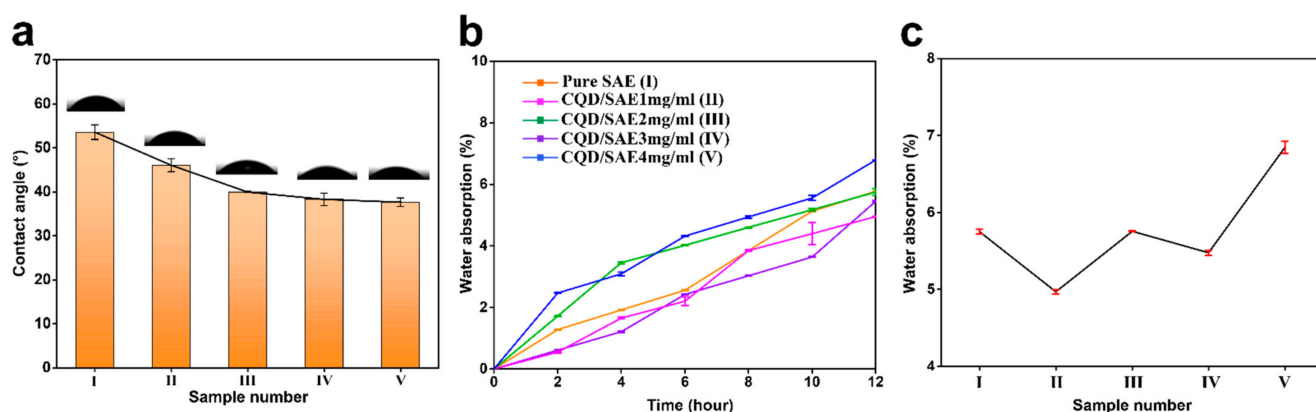 a
70
60
50
40
30
20
10
0
Contact angle (°)
I II III IV V
Sample number
b
10
8
6
4
2
0
Water absorption (%)
Pure SAE (I)
CQD/SAE1mg/ml (II)
CQD/SAE2mg/ml (III)
CQD/SAE3mg/ml (IV)
CQD/SAE4mg/ml (V)
0 2 4 6 8 10 12
Time (hour)
c
8
7
6
5
4
Water absorption (%)
I II III IV V
Sample number